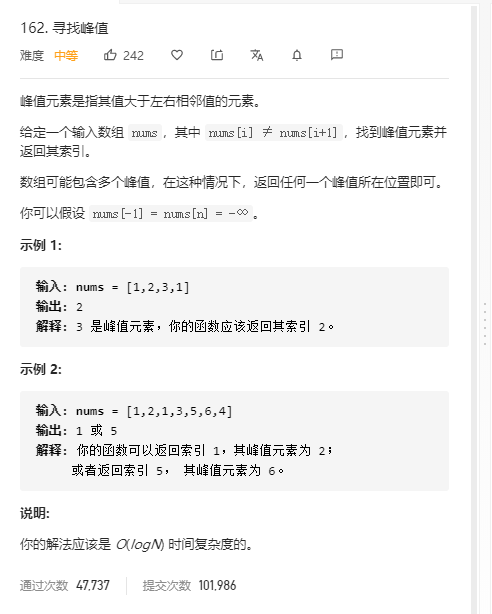 162. 寻找峰值
难度 中等 242
峰值元素是指其值大于左右相邻值的元素。
给定一个输入数组 nums，其中 nums[i] ≠ nums[i+1]，找到峰值元素并
返回其索引。
数组可能包含多个峰值，在这种情况下，返回任何一个峰值所在位置即可。
你可以假设 nums[-1] = nums[n] = -∞。
示例 1:
输入: nums = [1,2,3,1]
输出: 2
解释: 3 是峰值元素，你的函数应该返回其索引 2。
示例 2:
输入: nums = [1,2,1,3,5,6,4]
输出: 1 或 5
解释: 你的函数可以返回索引 1，其峰值元素为 2；
或者返回索引 5， 其峰值元素为 6。
说明:
你的解法应该是 O(logN) 时间复杂度的。
通过次数 47,737 提交次数 101,986